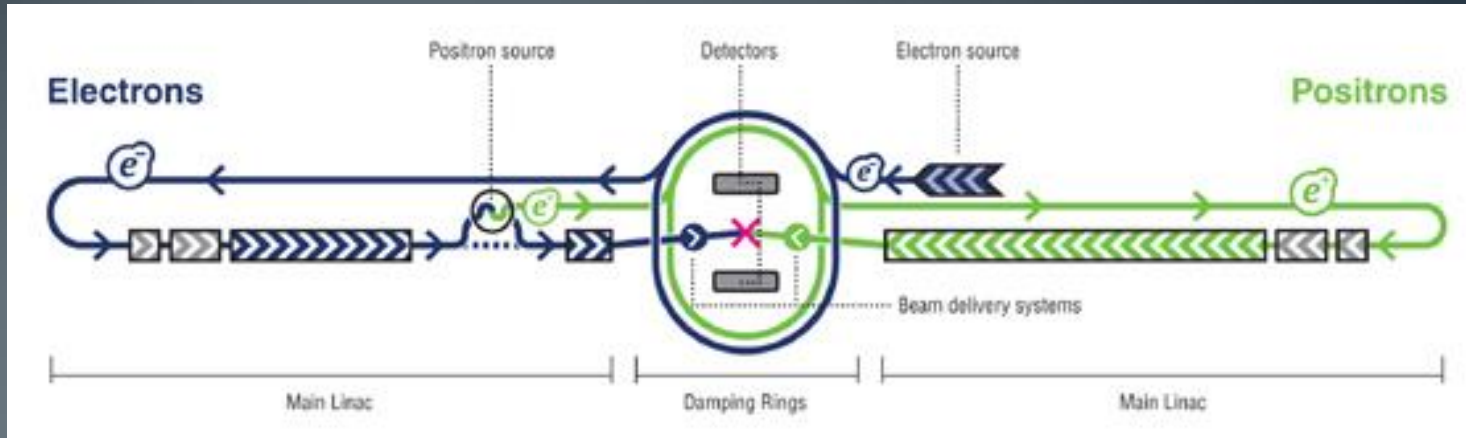 Positron source
Detectors
Electron source
Electrons
Positrons
e⁻
e⁻
e⁺
e⁺
Beam delivery systems
Main Linac
Damping Rings
Main Linac